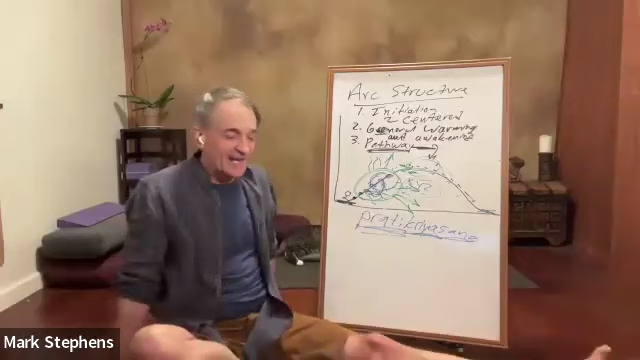 Arc Structure
1. Initiation
2 Centered
2. General Warming
and awakening
3. Pathway
Pratikriyasana
Mark Stephens